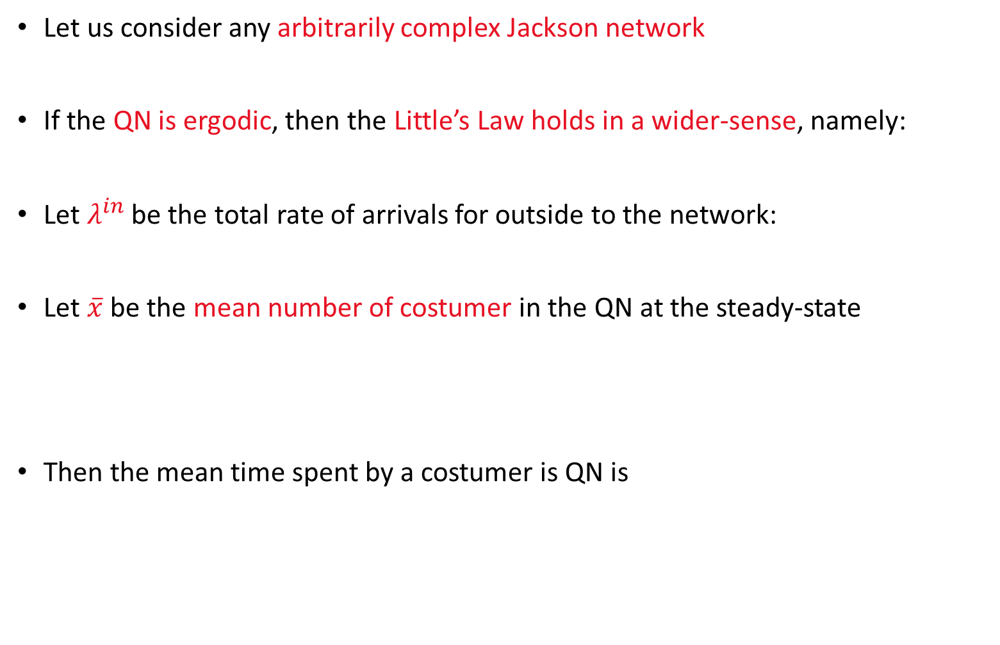 • Let us consider any arbitrarily complex Jackson network
• If the QN is ergodic, then the Little’s Law holds in a wider-sense, namely:
• Let λⁱⁿ be the total rate of arrivals for outside to the network:
• Let x̄ be the mean number of costumer in the QN at the steady-state
• Then the mean time spent by a costumer is QN is